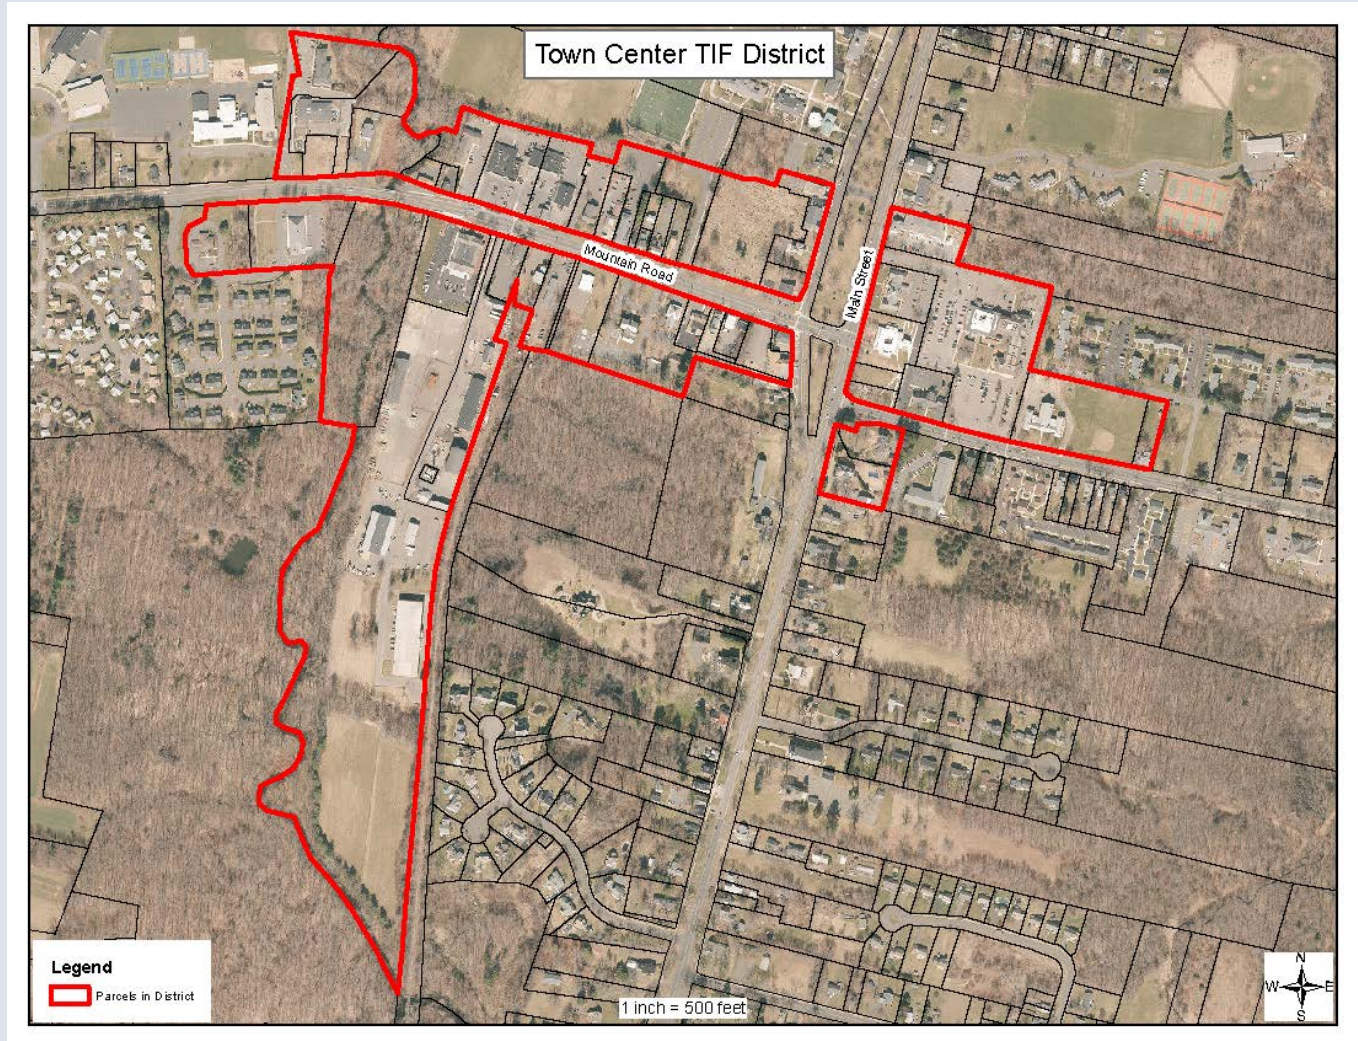 Town Center TIF District
Mountain Road
Main Street
Legend
Parcels in District
1 inch = 500 feet
N
W
E
S